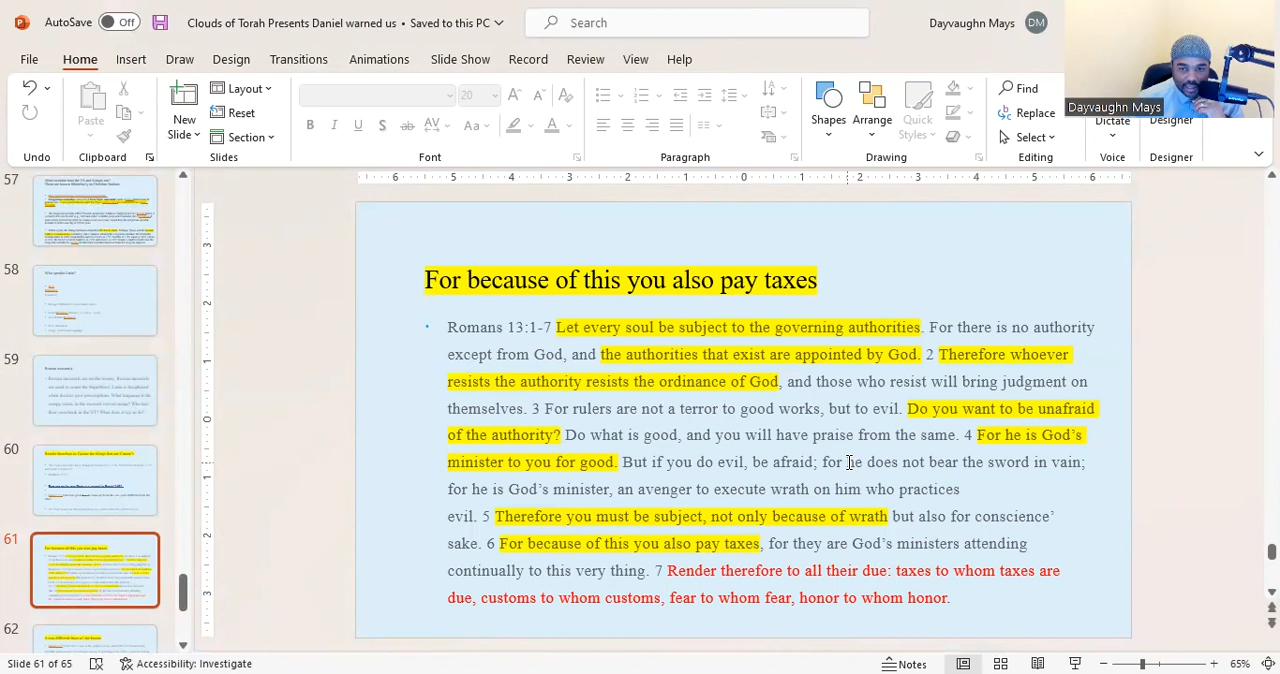 AutoSave Off Clouds of Torah Presents Daniel warned us • Saved to this PC Search Dayvaughn Mays DM
File Home Insert Draw Design Transitions Animations Slide Show Record Review View Help
Dayvaughn Mays
Paste New Slide Layout Reset Section 20 Shapes Arrange Quick Styles Find Replace Select Dictate Designer
Undo Clipboard Slides Font Paragraph Drawing Editing Voice Designer
57
58
59
60
61
62
For because of this you also pay taxes
• Romans 13:1-7 Let every soul be subject to the governing authorities. For there is no authority
except from God, and the authorities that exist are appointed by God. 2 Therefore whoever
resists the authority resists the ordinance of God, and those who resist will bring judgment on
themselves. 3 For rulers are not a terror to good works, but to evil. Do you want to be unafraid
of the authority? Do what is good, and you will have praise from the same. 4 For he is God’s
minister to you for good. But if you do evil, be afraid; for he does not bear the sword in vain;
for he is God’s minister, an avenger to execute wrath on him who practices
evil. 5 Therefore you must be subject, not only because of wrath but also for conscience’
sake. 6 For because of this you also pay taxes, for they are God’s ministers attending
continually to this very thing. 7 Render therefore to all their due: taxes to whom taxes are
due, customs to whom customs, fear to whom fear, honor to whom honor.
Slide 61 of 65 Accessibility: Investigate Notes 65%